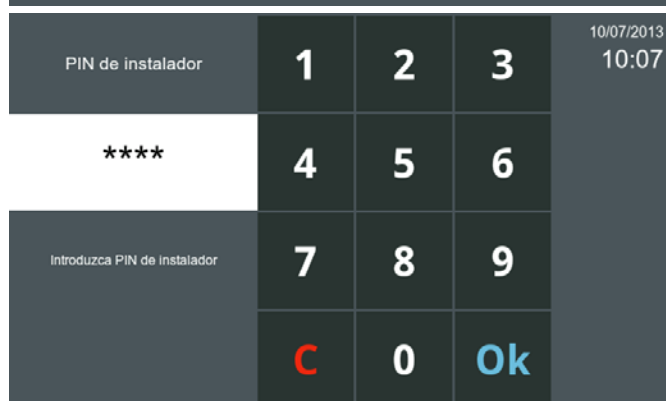 PIN de instalador
1 2 3
10/07/2013
10:07
****
4 5 6
Introduzca PIN de instalador
7 8 9
C 0 Ok